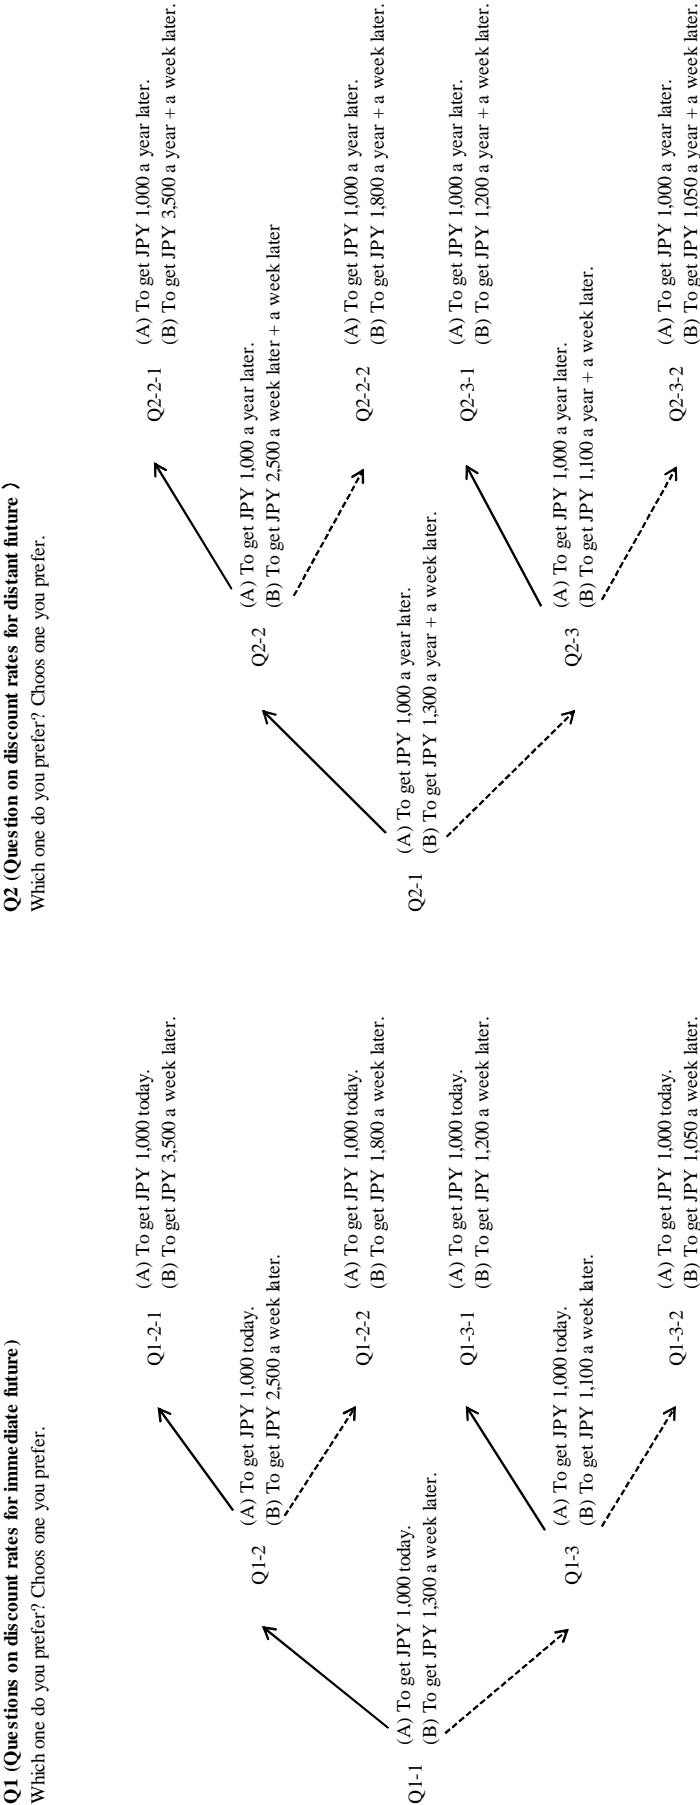 Q1 (Questions on discount rates for immediate future)
Which one do you prefer? Choos one you prefer.
Q1-2-1
(A) To get JPY 1,000 today.
(B) To get JPY 3,500 a week later.
Q1-2
(A) To get JPY 1,000 today.
(B) To get JPY 2,500 a week later.
Q1-2-2
(A) To get JPY 1,000 today.
(B) To get JPY 1,800 a week later.
Q1-1
(A) To get JPY 1,000 today.
(B) To get JPY 1,300 a week later.
Q1-3-1
(A) To get JPY 1,000 today.
(B) To get JPY 1,200 a week later.
Q1-3
(A) To get JPY 1,000 today.
(B) To get JPY 1,100 a week later.
Q1-3-2
(A) To get JPY 1,000 today.
(B) To get JPY 1,050 a week later.
Q2 (Question on discount rates for distant future )
Which one do you prefer? Choos one you prefer.
Q2-2-1
(A) To get JPY 1,000 a year later.
(B) To get JPY 3,500 a year + a week later.
Q2-2
(A) To get JPY 1,000 a year later.
(B) To get JPY 2,500 a week later + a week later
Q2-2-2
(A) To get JPY 1,000 a year later.
(B) To get JPY 1,800 a year + a week later.
Q2-1
(A) To get JPY 1,000 a year later.
(B) To get JPY 1,300 a year + a week later.
Q2-3-1
(A) To get JPY 1,000 a year later.
(B) To get JPY 1,200 a year + a week later.
Q2-3
(A) To get JPY 1,000 a year later.
(B) To get JPY 1,100 a year + a week later.
Q2-3-2
(A) To get JPY 1,000 a year later.
(B) To get JPY 1,050 a year + a week later.